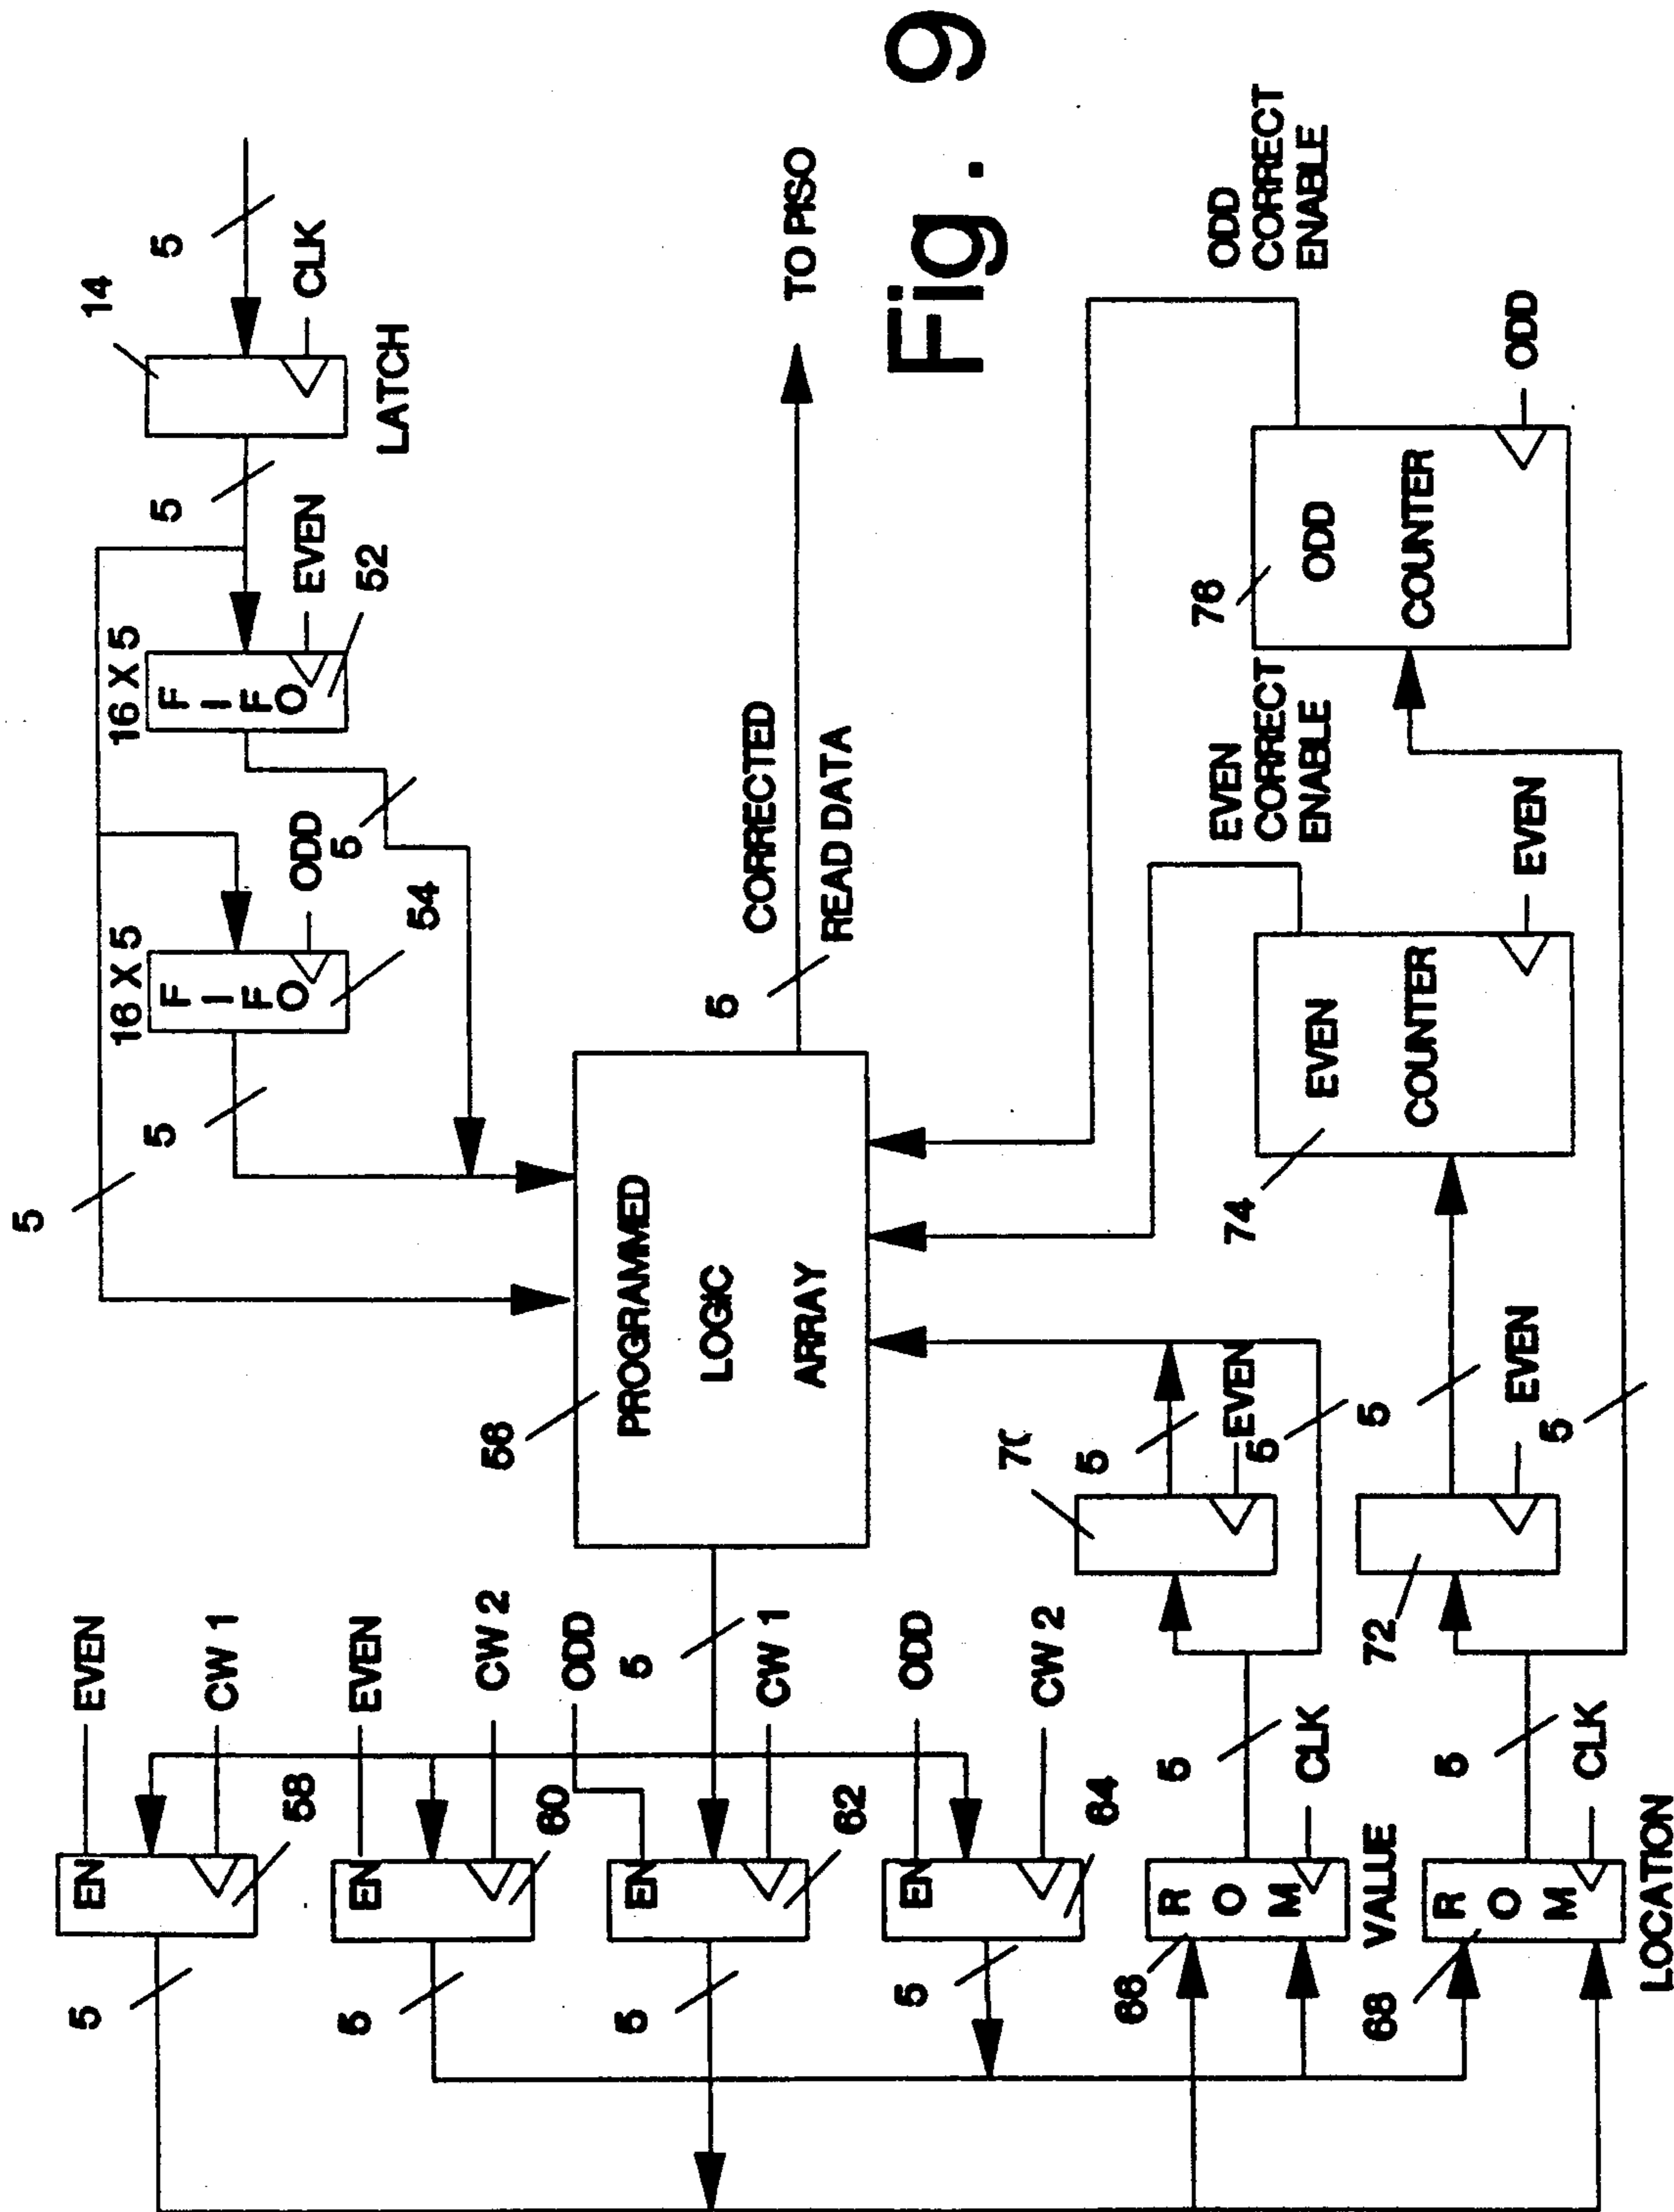 Fig. 9
14
5
CLK
LATCH
5
16 X 5
FIFO
EVEN
52
5
16 X 5
FIFO
ODD
54
5
5
PROGRAMMED
LOGIC
ARRAY
5
CORRECTED
READ DATA
TO PISO
EVEN
CW 1
EN
58
5
EVEN
CW 2
EN
60
5
ODD
CW 1
EN
62
5
5
ODD
CW 2
EN
64
5
66
ROM
VALUE
CLK
5
68
ROM
LOCATION
CLK
5
5
EVEN
72
5
EVEN
5
74
EVEN
COUNTER
EVEN
EVEN
CORRECT
ENABLE
76
ODD
COUNTER
ODD
ODD
CORRECT
ENABLE